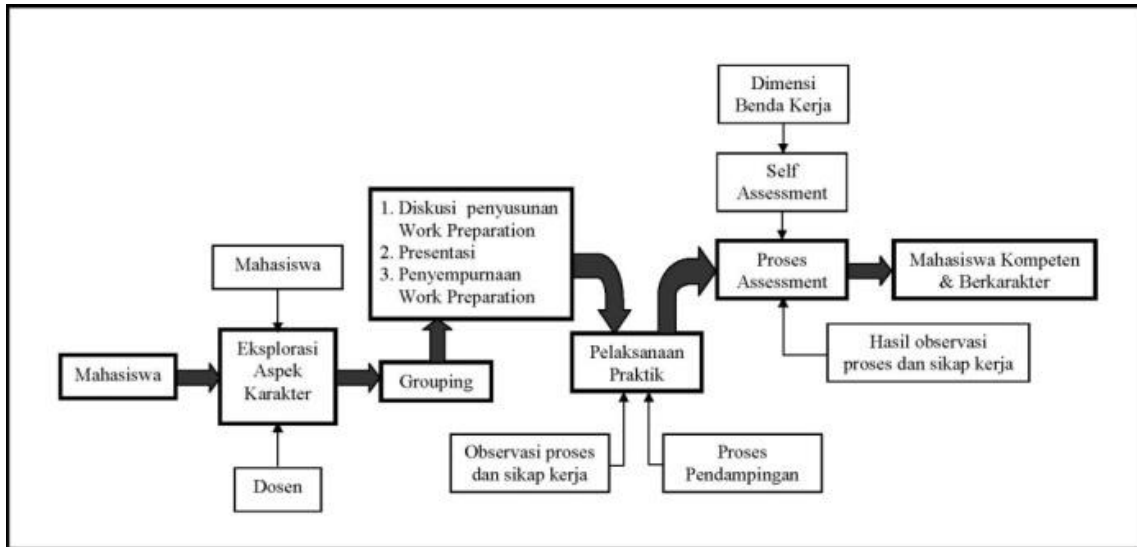 Dimensi
Benda Kerja
Self
Assessment
1. Diskusi penyusunan
Work Preparation
2. Presentasi
3. Penyempurnaan
Work Preparation
Mahasiswa
Proses
Assessment
Mahasiswa Kompeten
& Berkarakter
Mahasiswa
Eksplorasi
Aspek
Karakter
Grouping
Pelaksanaan
Praktik
Hasil observasi
proses dan sikap kerja
Dosen
Observasi proses
dan sikap kerja
Proses
Pendampingan